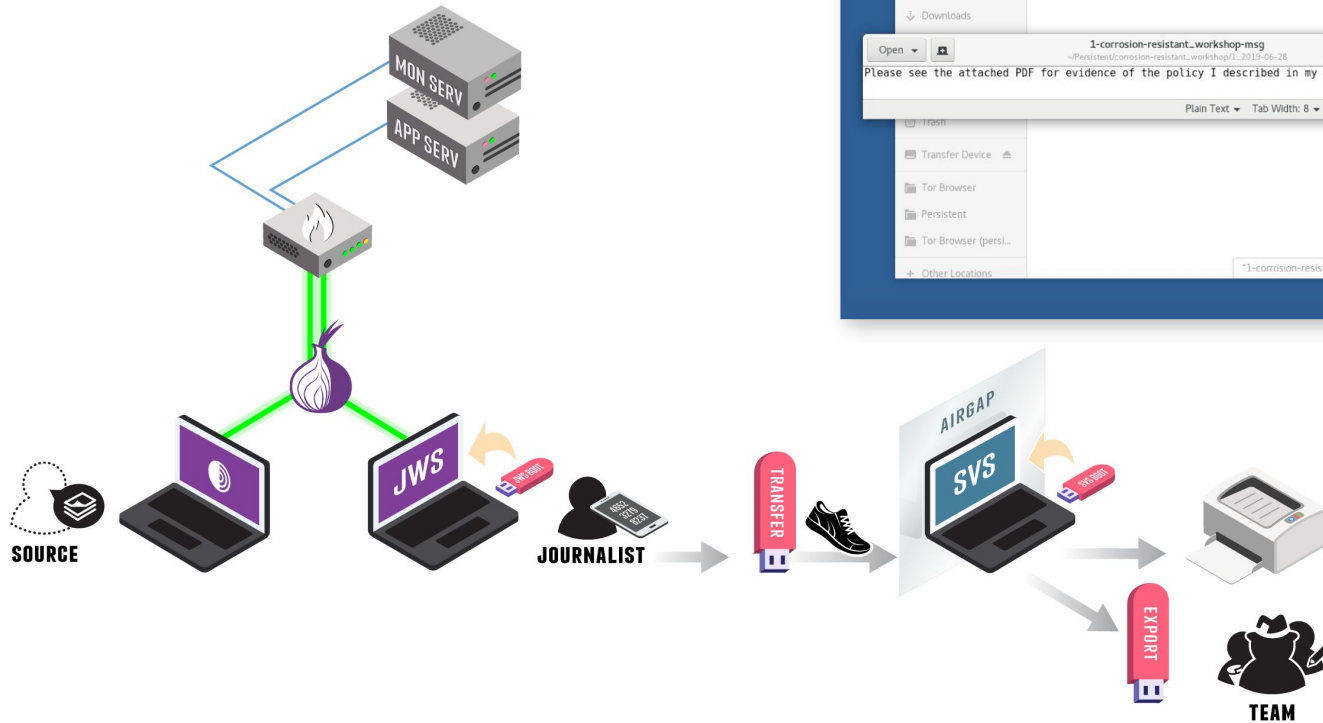 Downloads
Open
1-corrosion-resistant_workshop-msg
~/Persistent/corrosion-resistant_workshop/1_2019-06-28
Please see the attached PDF for evidence of the policy I described in my
Plain Text Tab Width: 8
Trash
Transfer Device
Tor Browser
Persistent
Tor Browser (persi...
+ Other Locations
"1-corrosion-resis
MON SERV
APP SERV
AIRGAP
JWS
JWS BOOT
SVS
SVS BOOT
4652
3279
8237
TRANSFER
SOURCE
JOURNALIST
EXPORT
TEAM